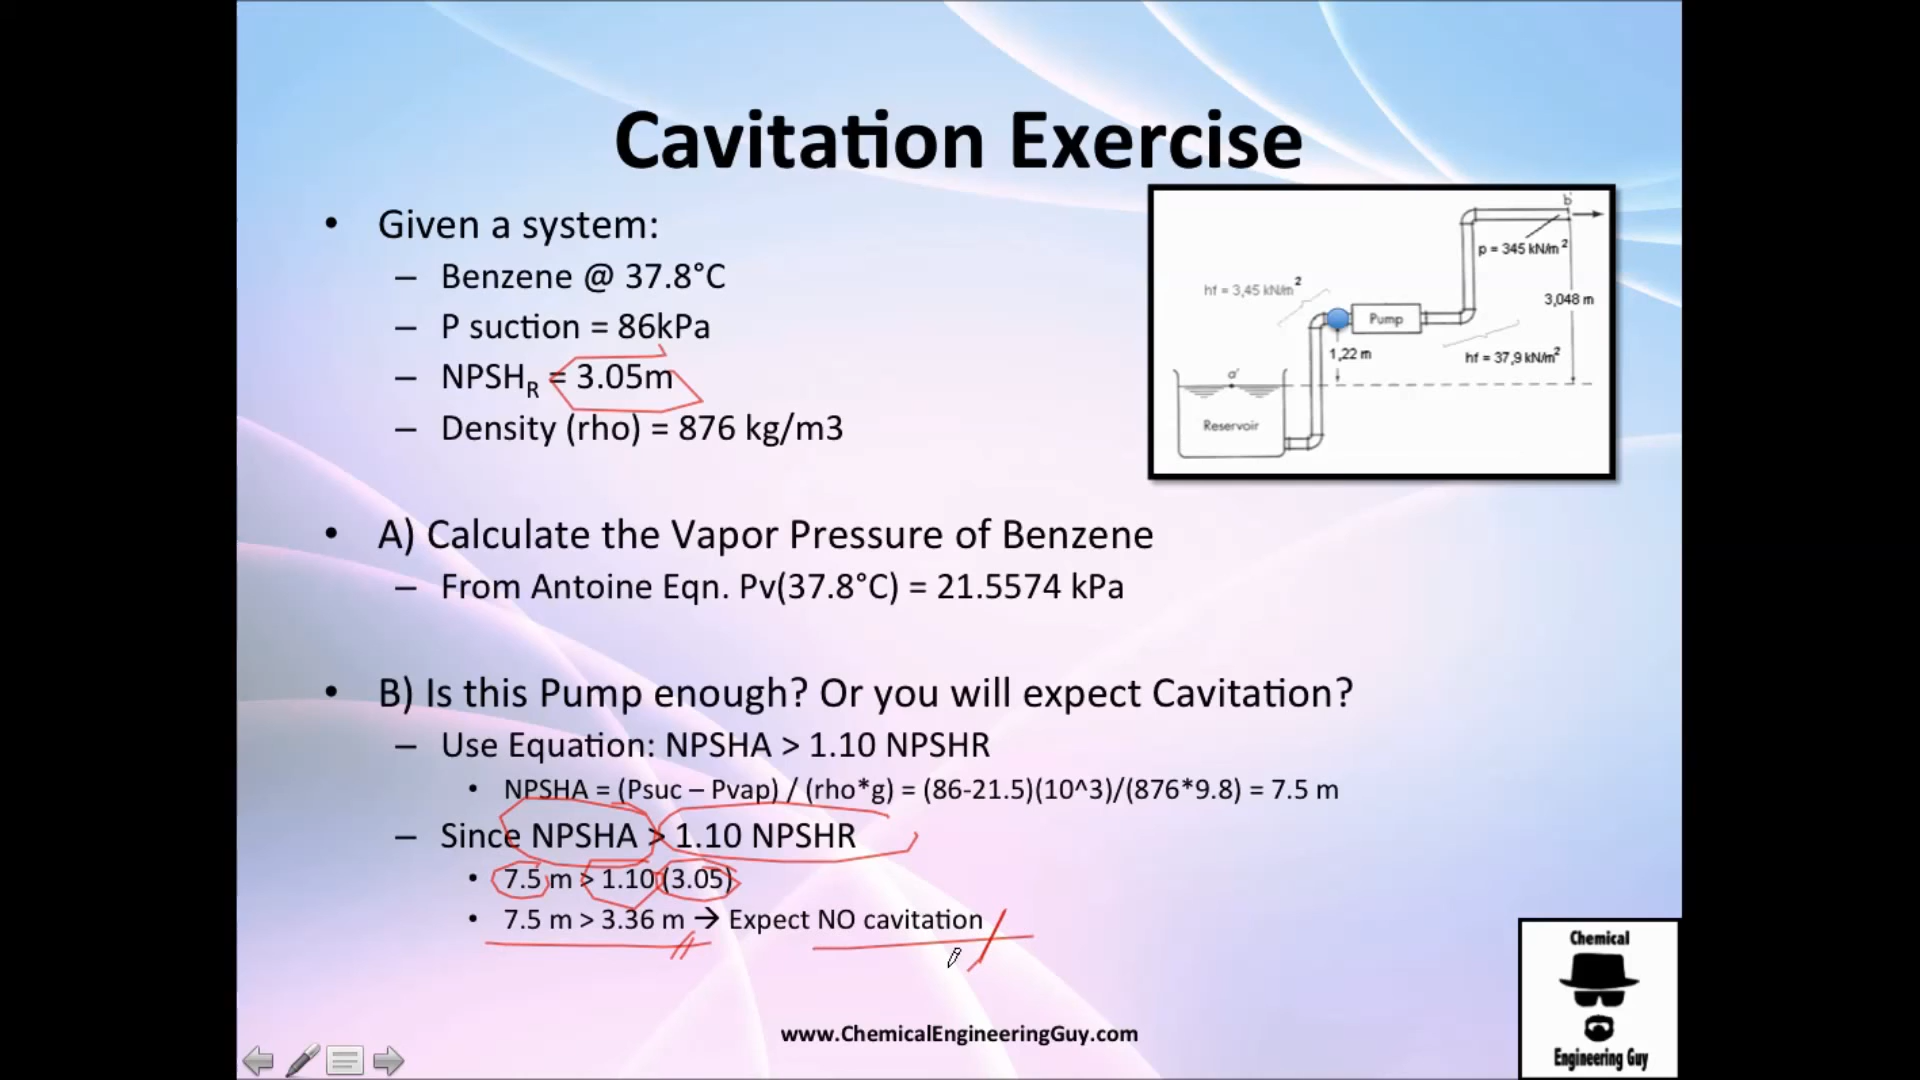 Cavitation Exercise
• Given a system:
– Benzene @ 37.8°C
– P suction = 86kPa
– NPSHR = 3.05m
– Density (rho) = 876 kg/m3
b
p = 345 kN/m2
hf = 3,45 kN/m2
3,048 m
Pump
1,22 m
hf = 37,9 kN/m2
a'
Reservoir
• A) Calculate the Vapor Pressure of Benzene
– From Antoine Eqn. Pv(37.8°C) = 21.5574 kPa
• B) Is this Pump enough? Or you will expect Cavitation?
– Use Equation: NPSHA > 1.10 NPSHR
• NPSHA = (Psuc – Pvap) / (rho*g) = (86-21.5)(10^3)/(876*9.8) = 7.5 m
– Since NPSHA > 1.10 NPSHR
• 7.5 m > 1.10 (3.05)
• 7.5 m > 3.36 m → Expect NO cavitation
www.ChemicalEngineeringGuy.com
Chemical
Engineering Guy